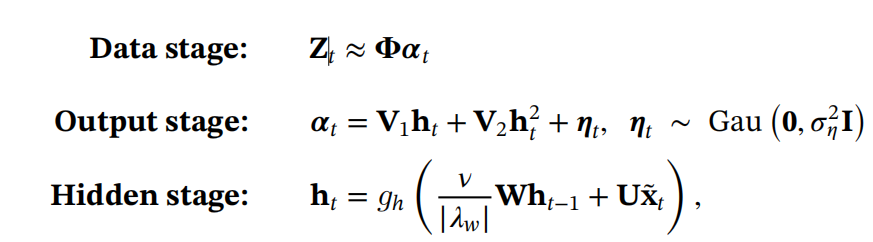 Data stage: Z_t ≈ Φα_t
Output stage: α_t = V_1h_t + V_2h_t^2 + η_t, η_t ~ Gau (0, σ_η^2 I)
Hidden stage: h_t = g_h ( ν / |λ_w| Wh_{t−1} + Ux̃_t ) ,